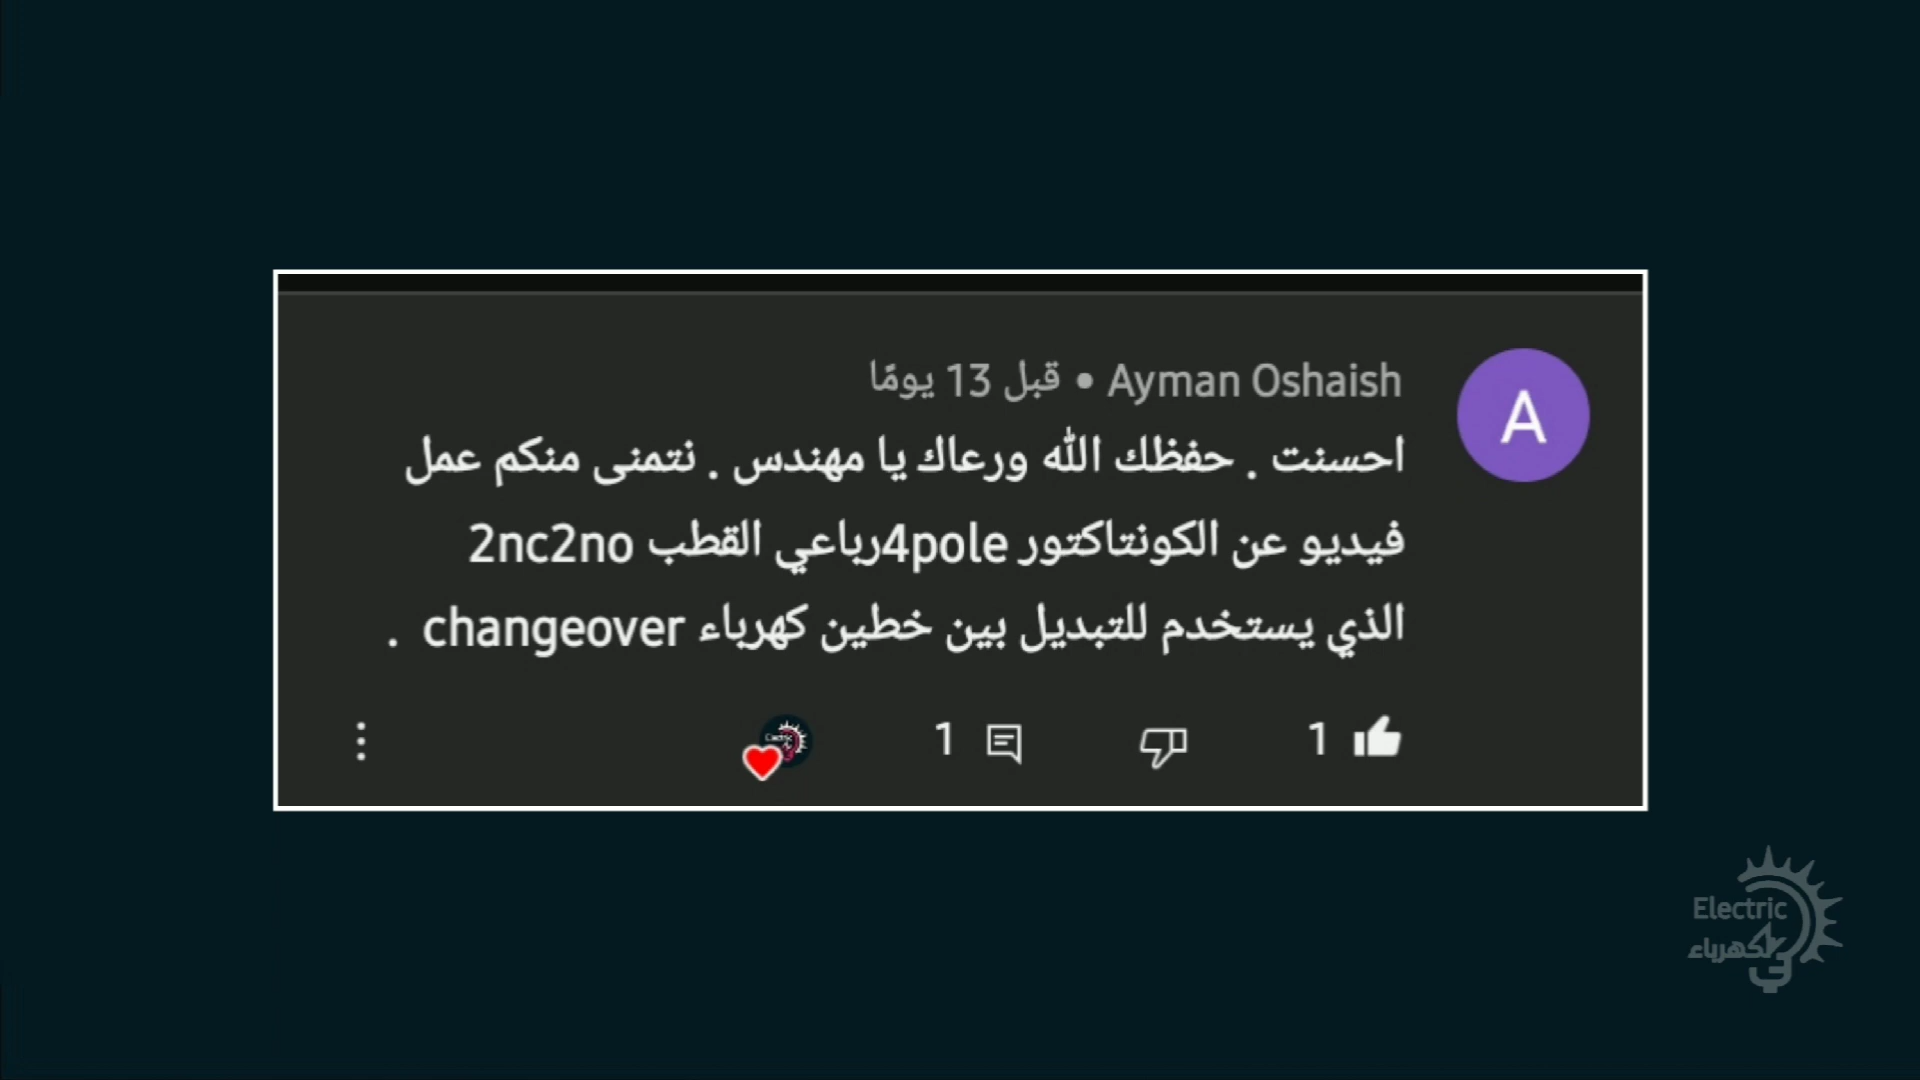 Ayman Oshaish • قبل 13 يومًا
A
احسنت . حفظك الله ورعاك يا مهندس . نتمنى منكم عمل
فيديو عن الكونتاكتور 4poleرباعي القطب 2nc2no
الذي يستخدم للتبديل بين خطين كهرباء changeover .
1
1
Electric
كهرباء